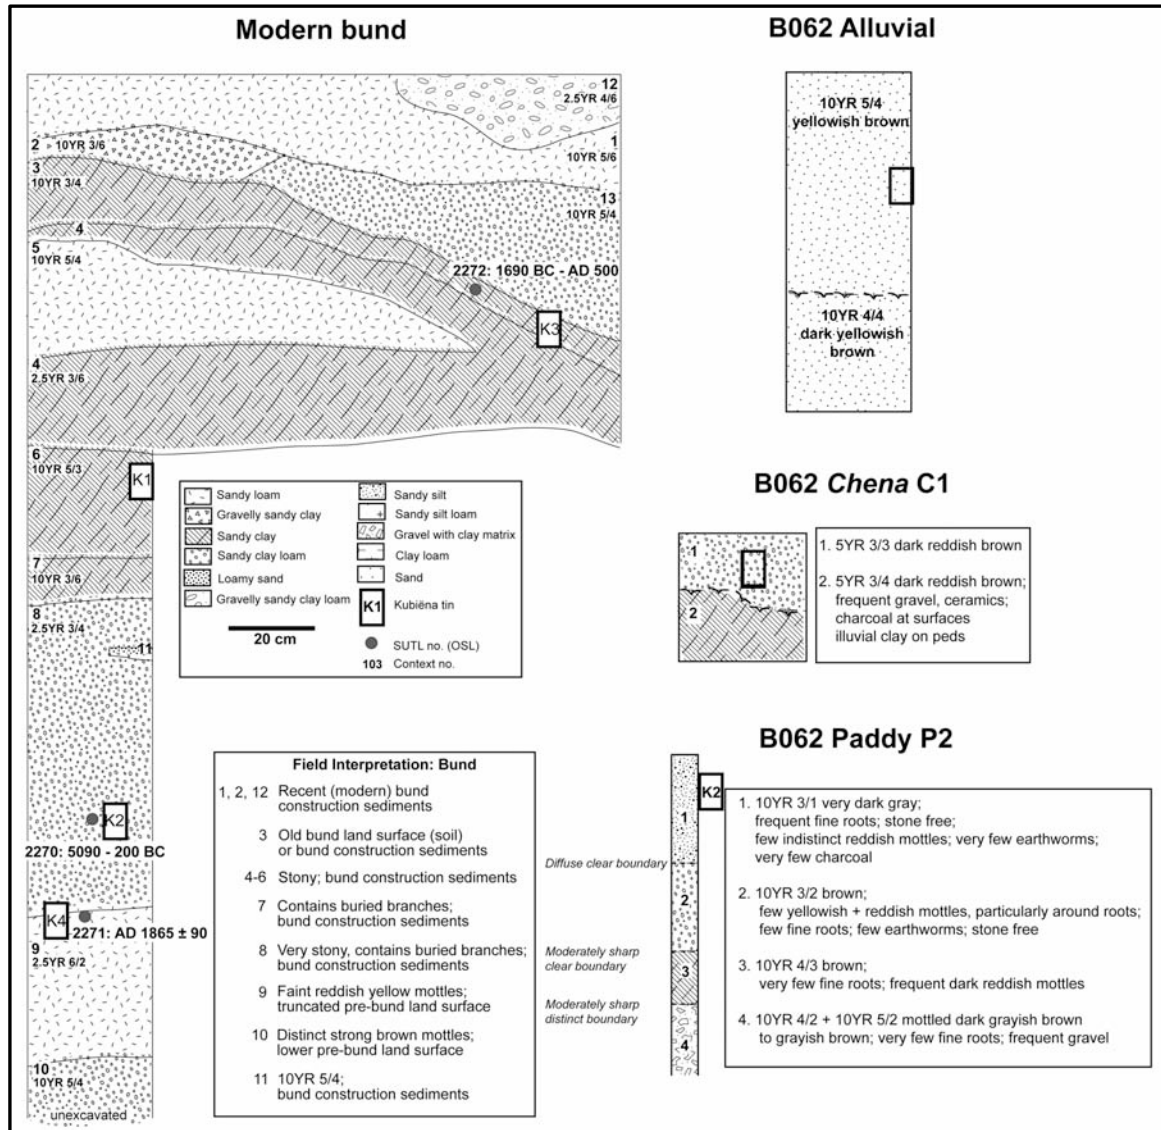 Modern bund
12
2.5YR 4/6
1
10YR 5/6
2 10YR 3/6
3
10YR 3/4
13
10YR 5/4
4
5
10YR 5/4
2272: 1690 BC - AD 500
K3
4
2.5YR 3/6
6
10YR 5/3
K1
7
10YR 3/6
8
2.5YR 3/4
11
K2
2270: 5090 - 200 BC
K4
2271: AD 1865 ± 90
9
2.5YR 6/2
10
10YR 5/4
unexcavated
Sandy loam
Gravelly sandy clay
Sandy clay
Sandy clay loam
Loamy sand
Gravelly sandy clay loam
20 cm
Sandy silt
Sandy silt loam
Gravel with clay matrix
Clay loam
Sand
K1 Kubiëna tin
SUTL no. (OSL)
103 Context no.
Field Interpretation: Bund
1, 2, 12 Recent (modern) bund
construction sediments
3 Old bund land surface (soil)
or bund construction sediments
4-6 Stony; bund construction sediments
7 Contains buried branches;
bund construction sediments
8 Very stony, contains buried branches;
bund construction sediments
9 Faint reddish yellow mottles;
truncated pre-bund land surface
10 Distinct strong brown mottles;
lower pre-bund land surface
11 10YR 5/4;
bund construction sediments
B062 Alluvial
10YR 5/4
yellowish brown
10YR 4/4
dark yellowish
brown
B062 Chena C1
1
2
1. 5YR 3/3 dark reddish brown
2. 5YR 3/4 dark reddish brown;
frequent gravel, ceramics;
charcoal at surfaces
illuvial clay on peds
B062 Paddy P2
K2
1
Diffuse clear boundary
2
Moderately sharp
clear boundary
3
Moderately sharp
distinct boundary
4
1. 10YR 3/1 very dark gray;
frequent fine roots; stone free;
few indistinct reddish mottles; very few earthworms;
very few charcoal
2. 10YR 3/2 brown;
few yellowish + reddish mottles, particularly around roots;
few fine roots; few earthworms; stone free
3. 10YR 4/3 brown;
very few fine roots; frequent dark reddish mottles
4. 10YR 4/2 + 10YR 5/2 mottled dark grayish brown
to grayish brown; very few fine roots; frequent gravel